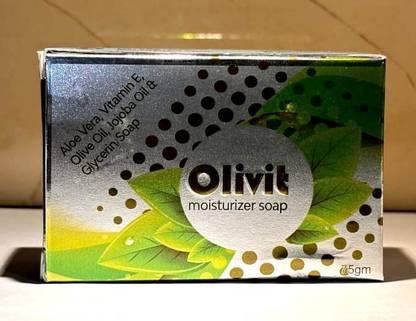 Aloe Vera, Vitamin E,
Olive Oil, Jojoba Oil &
Glycerin Soap
Olivit
moisturizer soap
75gm